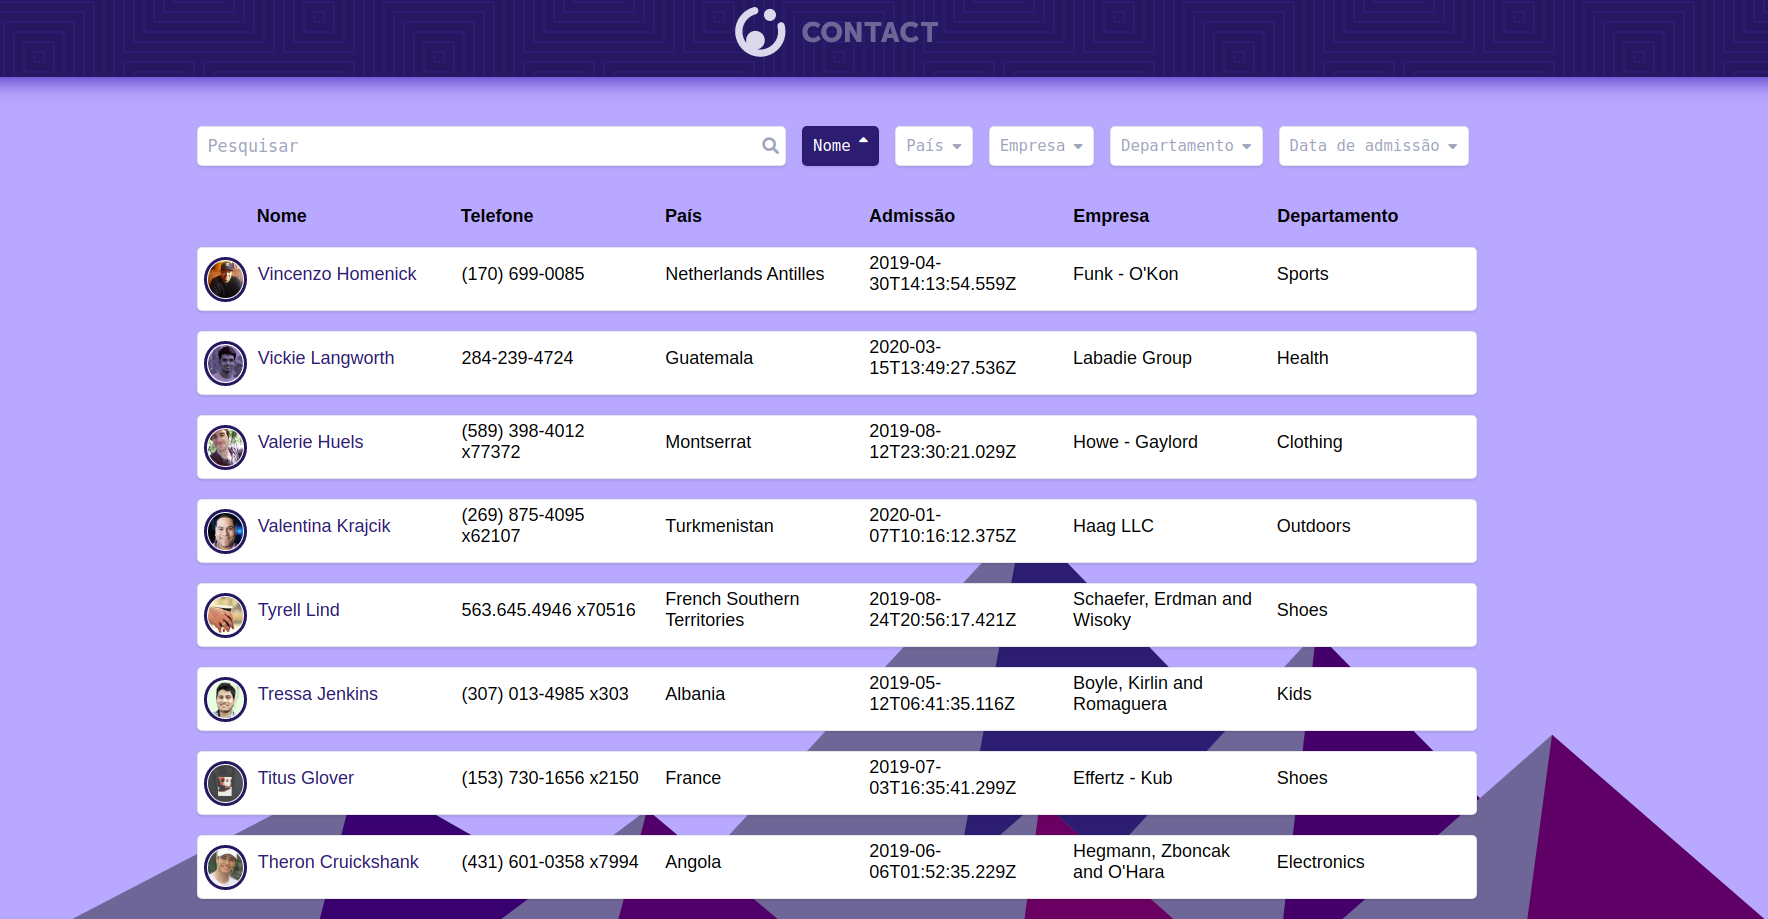 CONTACT
Pesquisar
Nome
País
Empresa
Departamento
Data de admissão
Nome Telefone País Admissão Empresa Departamento
Vincenzo Homenick (170) 699-0085 Netherlands Antilles 2019-04-
30T14:13:54.559Z Funk - O'Kon Sports
Vickie Langworth 284-239-4724 Guatemala 2020-03-
15T13:49:27.536Z Labadie Group Health
Valerie Huels (589) 398-4012
x77372 Montserrat 2019-08-
12T23:30:21.029Z Howe - Gaylord Clothing
Valentina Krajcik (269) 875-4095
x62107 Turkmenistan 2020-01-
07T10:16:12.375Z Haag LLC Outdoors
Tyrell Lind 563.645.4946 x70516 French Southern
Territories 2019-08-
24T20:56:17.421Z Schaefer, Erdman and
Wisoky Shoes
Tressa Jenkins (307) 013-4985 x303 Albania 2019-05-
12T06:41:35.116Z Boyle, Kirlin and
Romaguera Kids
Titus Glover (153) 730-1656 x2150 France 2019-07-
03T16:35:41.299Z Effertz - Kub Shoes
Theron Cruickshank (431) 601-0358 x7994 Angola 2019-06-
06T01:52:35.229Z Hegmann, Zboncak
and O'Hara Electronics